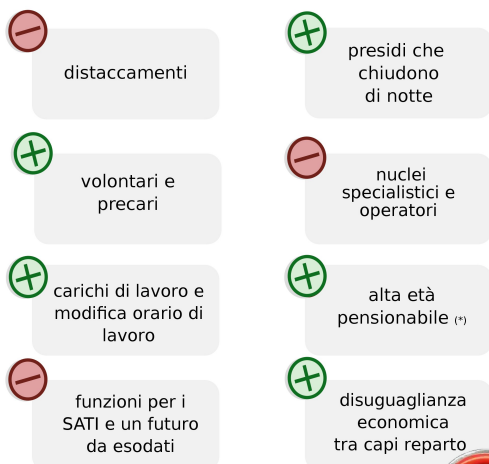 distaccamenti
presidi che
chiudono
di notte
volontari e
precari
nuclei
specialistici e
operatori
carichi di lavoro e
modifica orario di
lavoro
alta età
pensionabile (*)
funzioni per i
SATI e un futuro
da esodati
disuguaglianza
economica
tra capi reparto